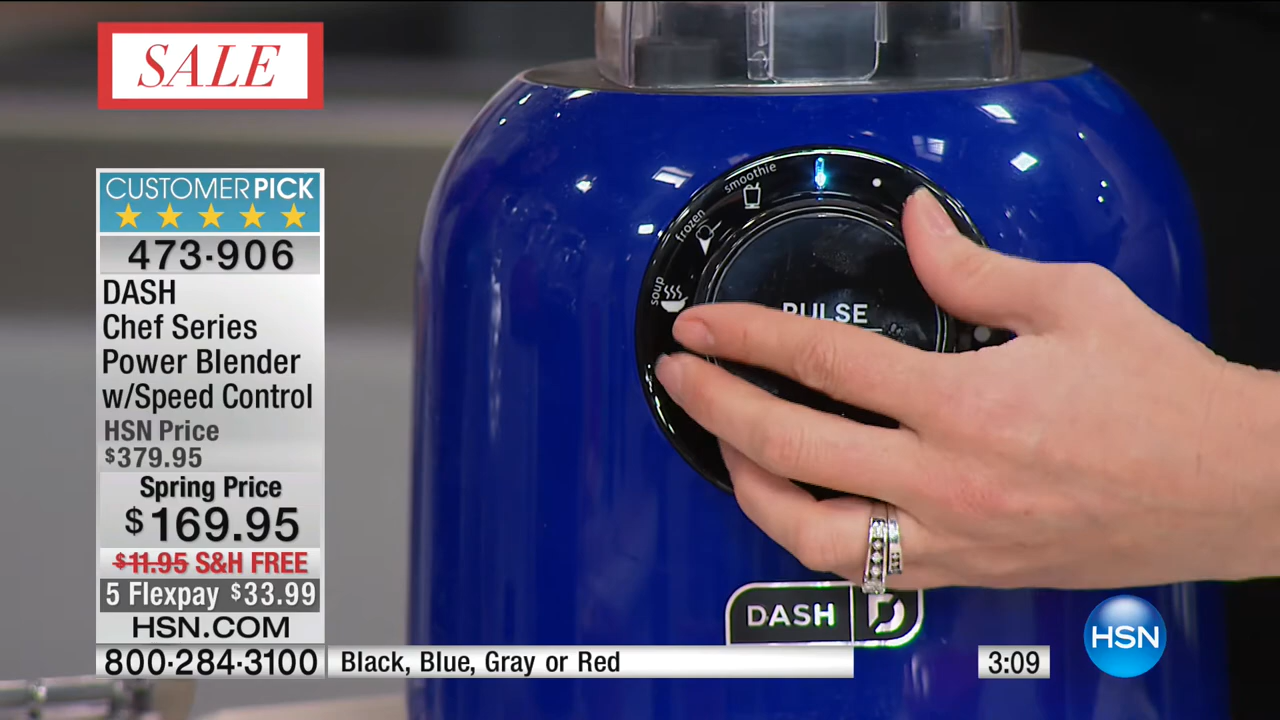 SALE
CUSTOMERPICK
473-906
DASH
Chef Series
Power Blender
w/Speed Control
HSN Price
$379.95
Spring Price
$169.95
$11.95 S&H FREE
5 Flexpay $33.99
HSN.COM
800-284-3100
Black, Blue, Gray or Red
3:09
HSN
smoothie
frozen
soup
PULSE
DASH D